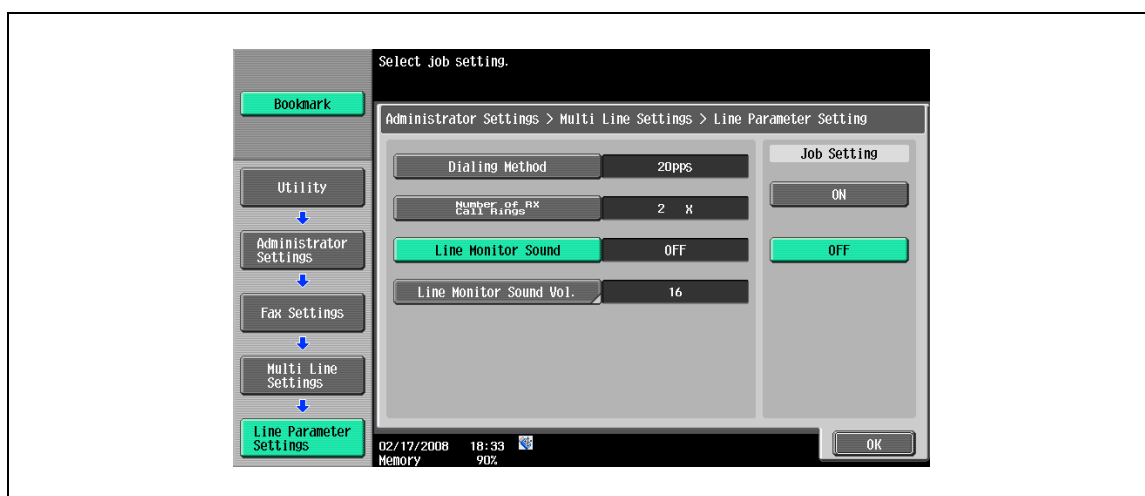 Select job setting.
Bookmark
Administrator Settings > Multi Line Settings > Line Parameter Setting
Utility
Administrator
Settings
Fax Settings
Multi Line
Settings
Line Parameter
Settings
Dialing Method
20pps
Number of RX
Call Rings
2 X
Line Monitor Sound
OFF
Line Monitor Sound Vol.
16
Job Setting
ON
OFF
02/17/2008 18:33
Memory 90%
OK